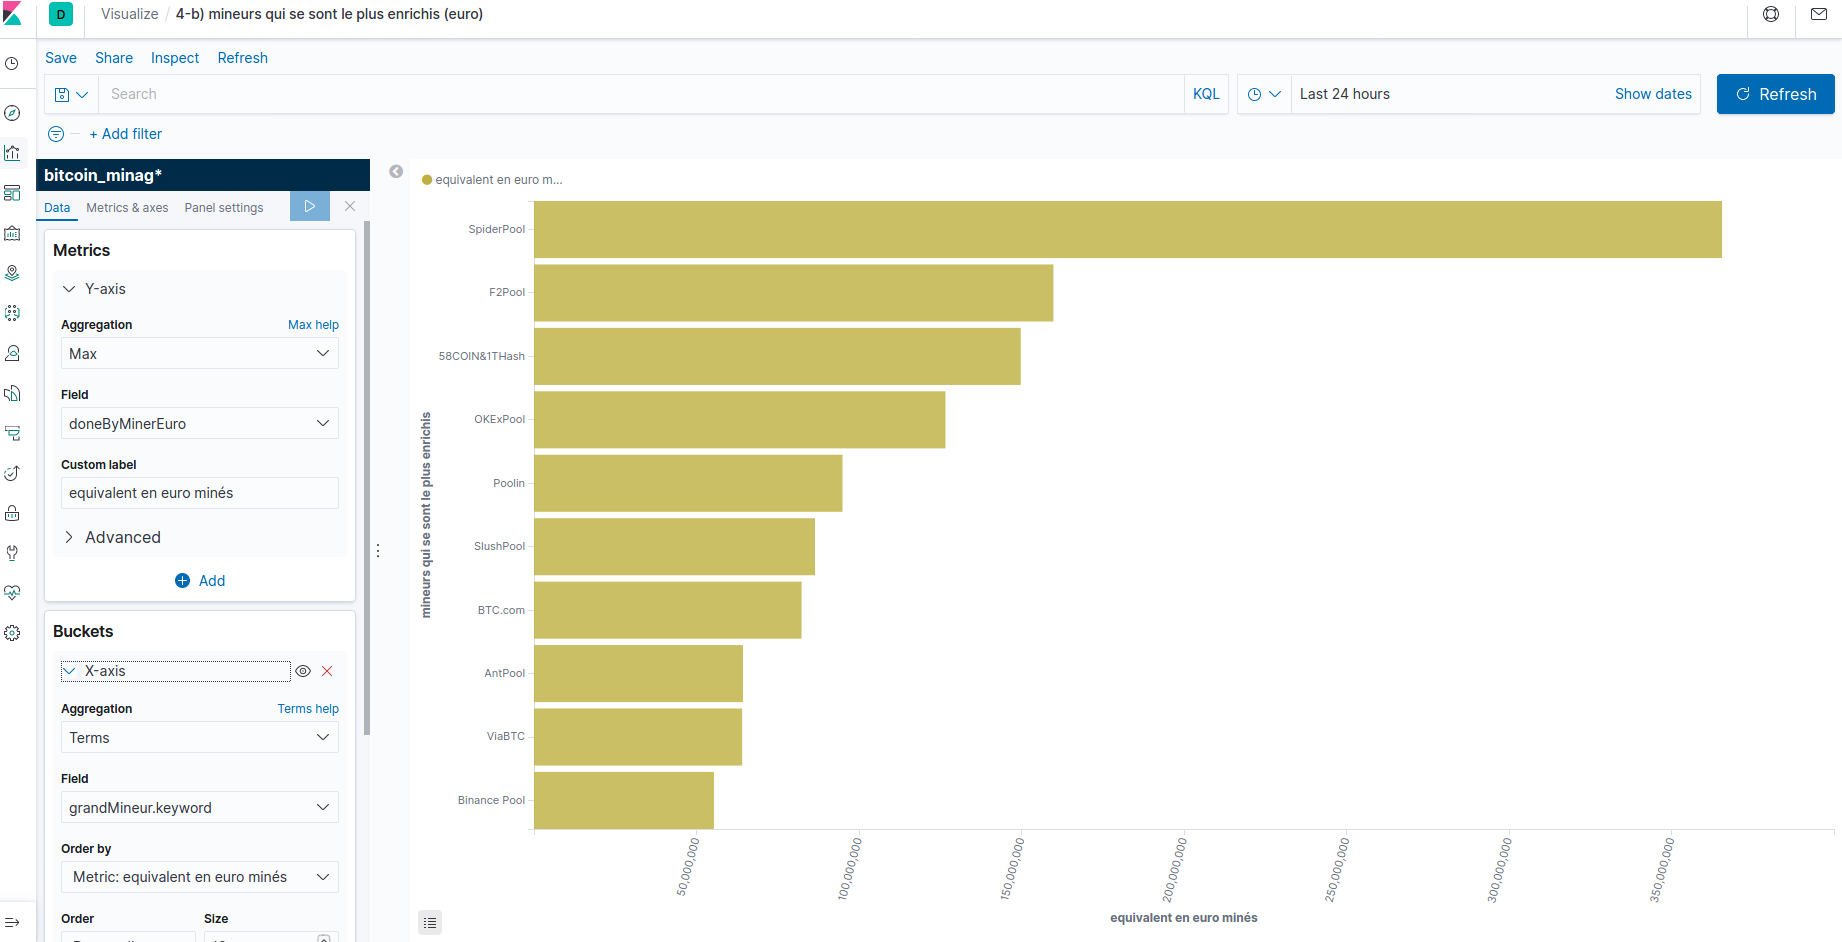 D Visualize / 4-b) mineurs qui se sont le plus enrichis (euro)
Save Share Inspect Refresh
Search KQL Last 24 hours Show dates Refresh
+ Add filter
bitcoin_minag*
Data Metrics & axes Panel settings
Metrics
Y-axis
Aggregation Max help
Max
Field
doneByMinerEuro
Custom label
equivalent en euro minés
Advanced
Add
Buckets
X-axis
Aggregation Terms help
Terms
Field
grandMineur.keyword
Order by
Metric: equivalent en euro minés
Order Size
equivalent en euro m...
SpiderPool
F2Pool
58COIN&1THash
OKExPool
Poolin
SlushPool
BTC.com
AntPool
ViaBTC
Binance Pool
mineurs qui se sont le plus enrichis
50,000,000
100,000,000
150,000,000
200,000,000
250,000,000
300,000,000
350,000,000
equivalent en euro minés